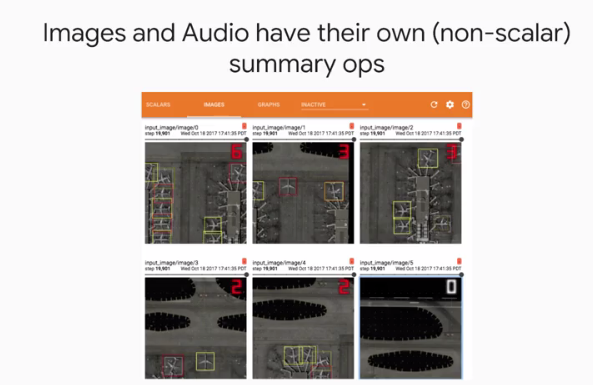 Images and Audio have their own (non-scalar)
summary ops
SCALARS IMAGES GRAPHS INACTIVE
input_image/image/0 input_image/image/1 input_image/image/2
step 19,901 Wed Oct 18 2017 17:41:35 PDT step 19,901 Wed Oct 18 2017 17:41:35 PDT step 19,901 Wed Oct 18 2017 17:41:35 PDT
6 3
input_image/image/3 input_image/image/4 input_image/image/5
step 19,901 Wed Oct 18 2017 17:41:35 PDT step 19,901 Wed Oct 18 2017 17:41:35 PDT step 19,901 Wed Oct 18 2017 17:41:35 PDT
2 2 0